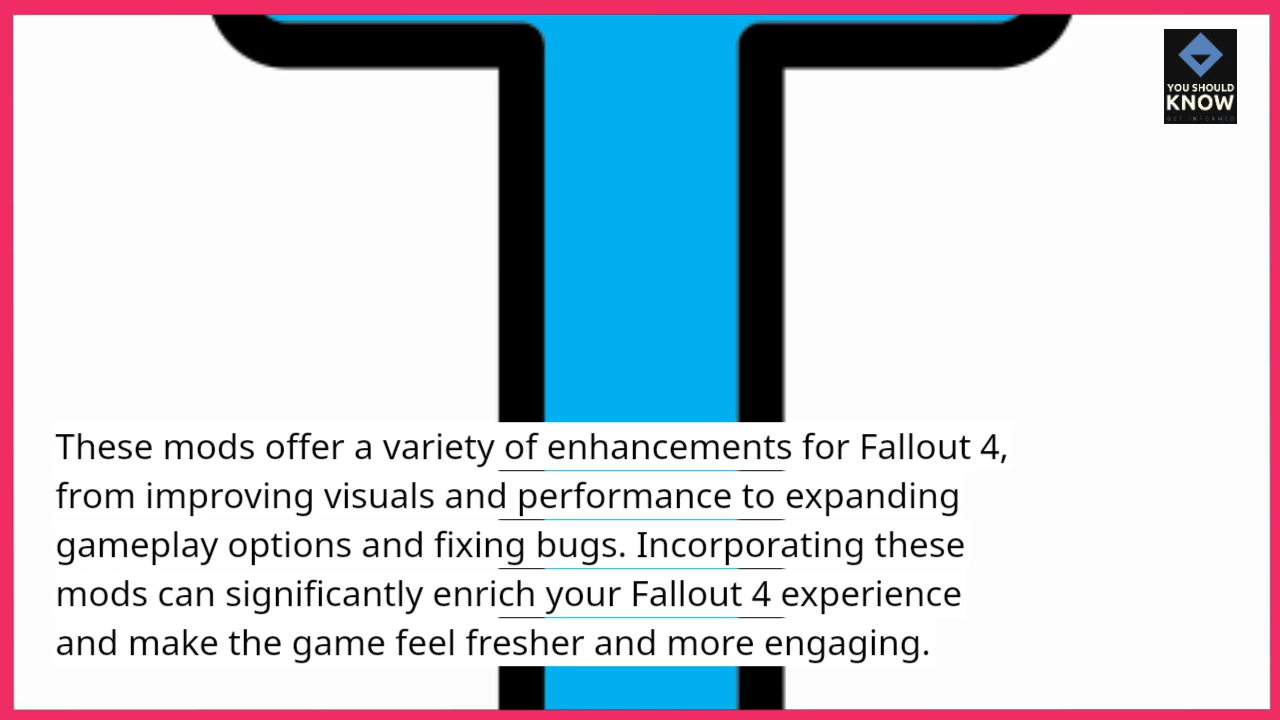 YOU SHOULD
KNOW
GET INFORMED
These mods offer a variety of enhancements for Fallout 4,
from improving visuals and performance to expanding
gameplay options and fixing bugs. Incorporating these
mods can significantly enrich your Fallout 4 experience
and make the game feel fresher and more engaging.